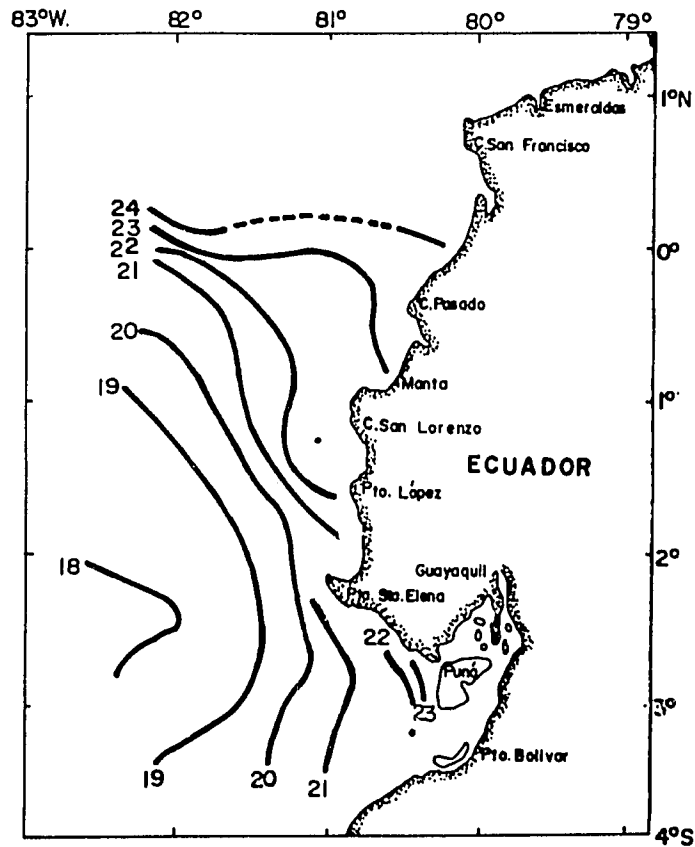 83°W. 82° 81° 80° 79°
1°N
Esmeraldas
C. San Francisco
24
23
22
0°
21
C. Pasado
20
19
Manta
1°
C. San Lorenzo
ECUADOR
Pto. López
18
2°
Guayaquil
Pta. Sta. Elena
22
Puná
23
3°
Pto. Bolivar
19
20
21
4°S